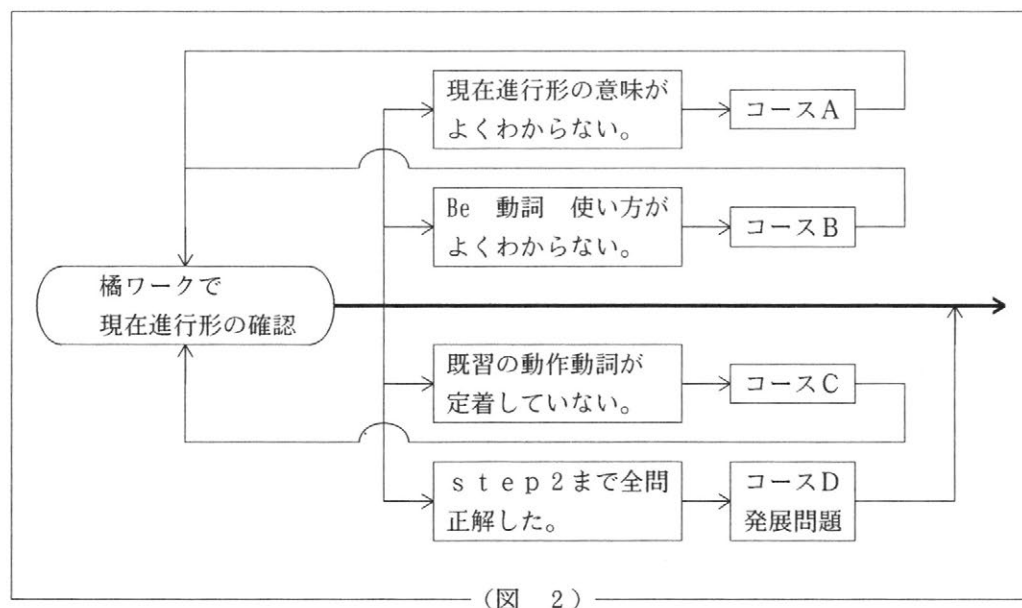 現在進行形の意味が
よくわからない。
コースA
Be 動詞 使い方が
よくわからない。
コースB
橘ワークで
現在進行形の確認
既習の動作動詞が
定着していない。
コースC
step2まで全問
正解した。
コースD
発展問題
(図 2)